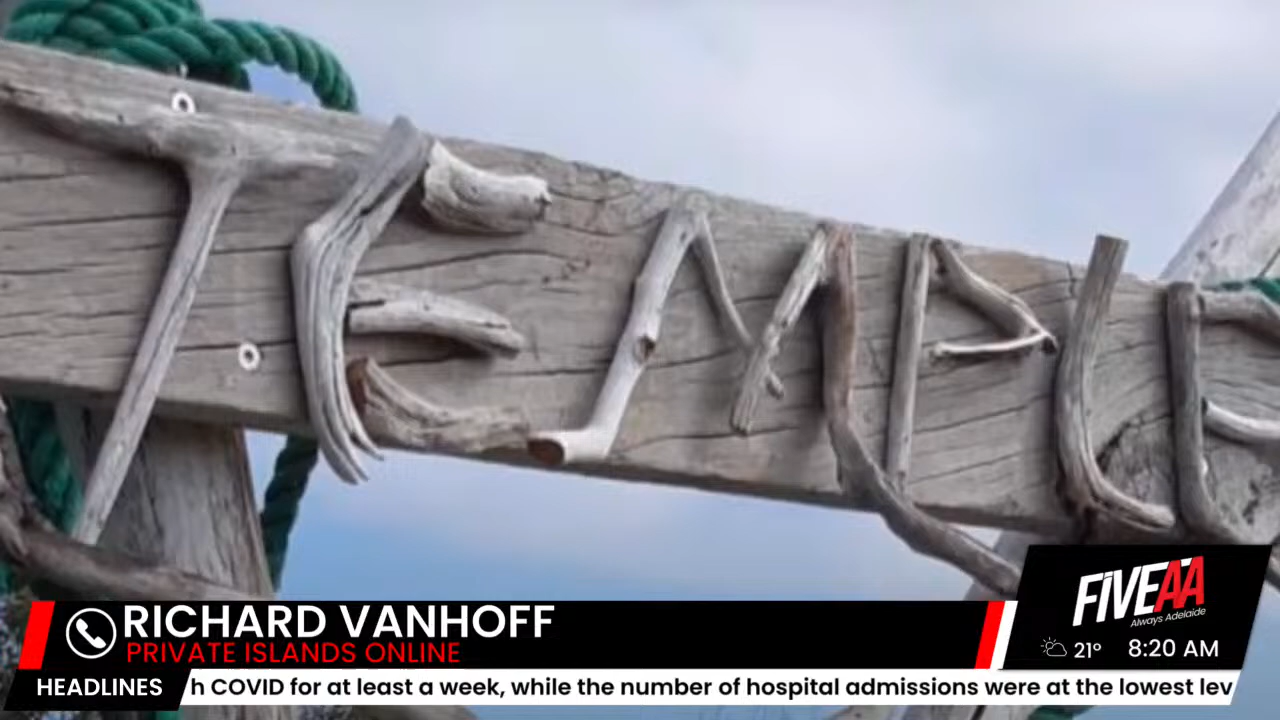 TEMPLE
RICHARD VANHOFF
PRIVATE ISLANDS ONLINE
FIVEAA
Always Adelaide
21° 8:20 AM
HEADLINES h COVID for at least a week, while the number of hospital admissions were at the lowest lev